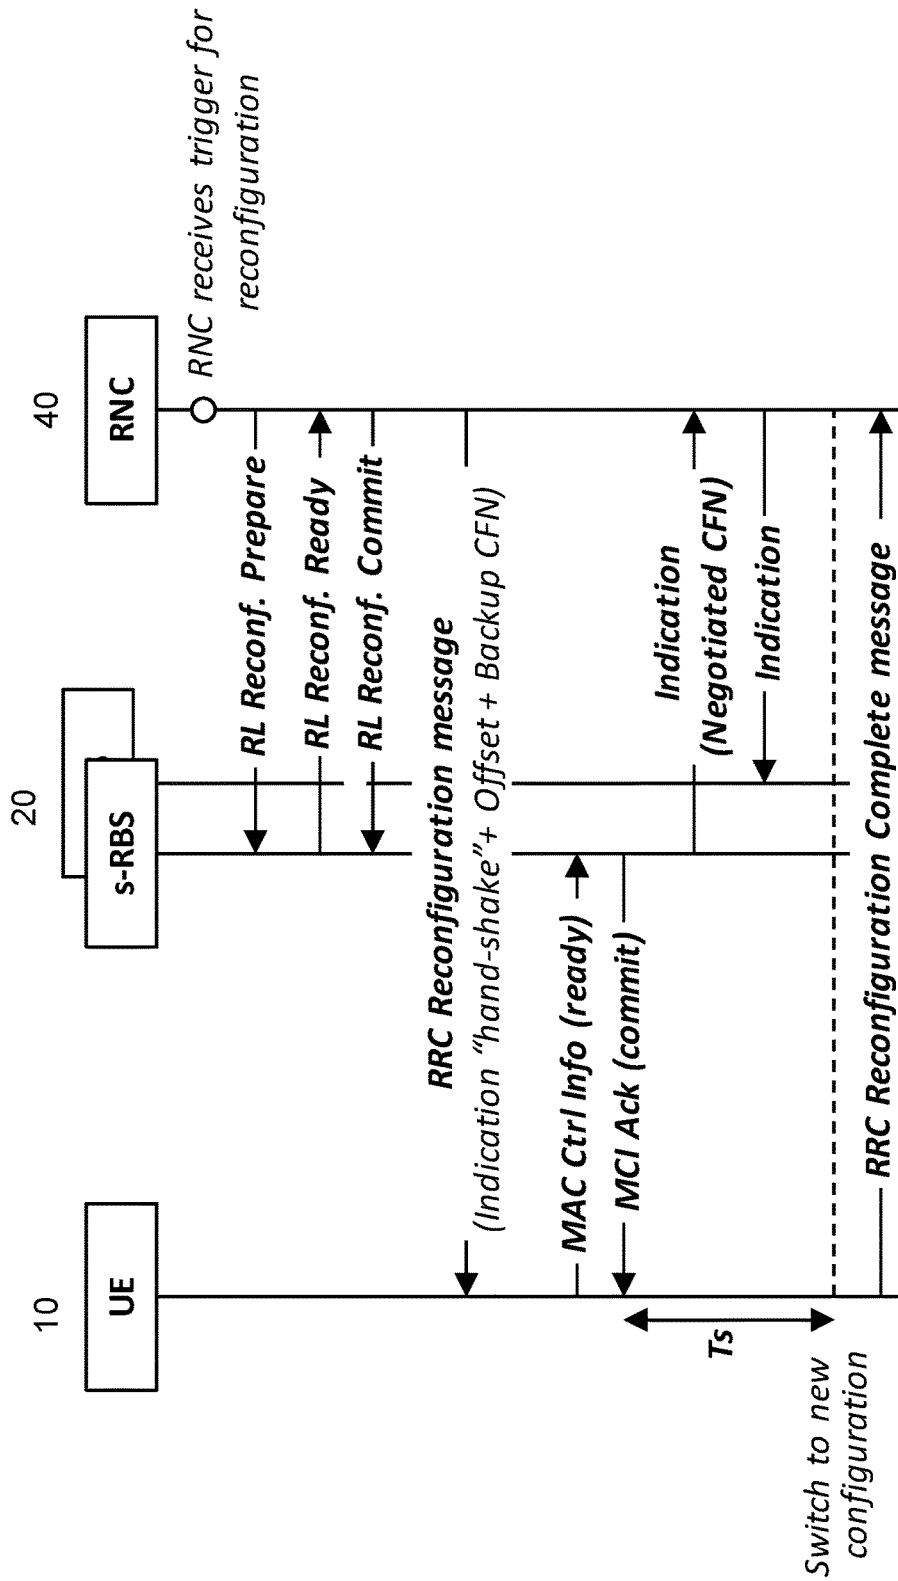 10
20
40
UE
s-RBS
RNC
RNC receives trigger for
reconfiguration
RL Reconf. Prepare
RL Reconf. Ready
RL Reconf. Commit
RRC Reconfiguration message
(Indication “hand-shake”+ Offset + Backup CFN)
MAC Ctrl Info (ready)
MCI Ack (commit)
Ts
Indication
(Negotiated CFN)
Indication
Switch to new
configuration
RRC Reconfiguration Complete message